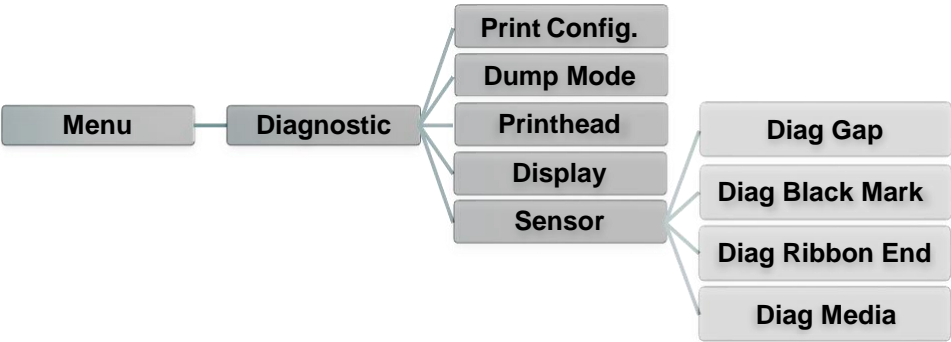 Menu
Diagnostic
Print Config.
Dump Mode
Printhead
Display
Sensor
Diag Gap
Diag Black Mark
Diag Ribbon End
Diag Media